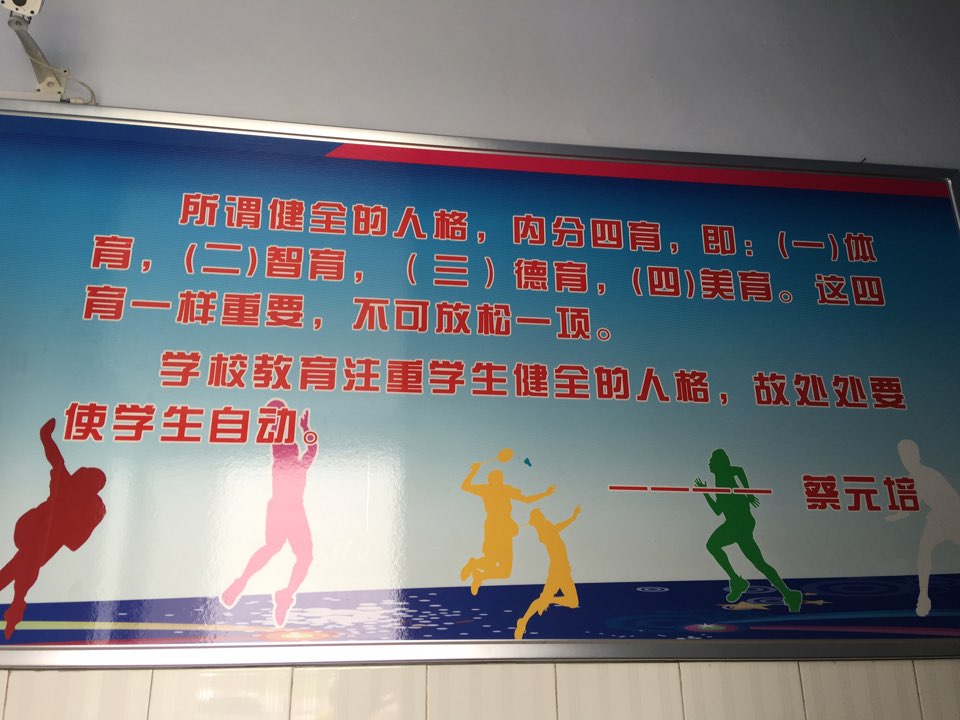 所谓健全的人格，内分四育，即：(一)体
育，(二)智育，（三）德育，(四)美育。这四
育一样重要，不可放松一项。
学校教育注重学生健全的人格，故处处要
使学生自动。
————蔡元培